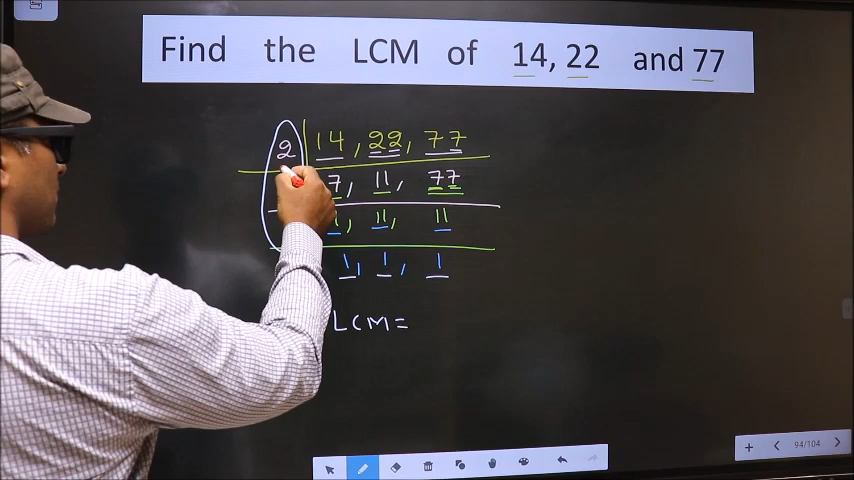 Find the LCM of 14, 22 and 77
2 14, 22, 77
7, 11, 77
1, 11, 11
1, 1, 1
LCM =
94/104